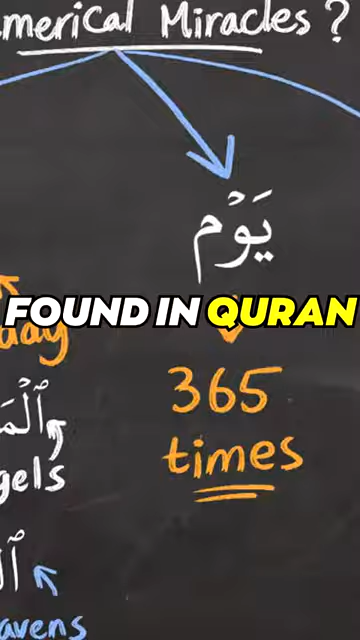 merical Miracles ?
يَوْم
FOUND IN QURAN
day
365
times
gels
avens